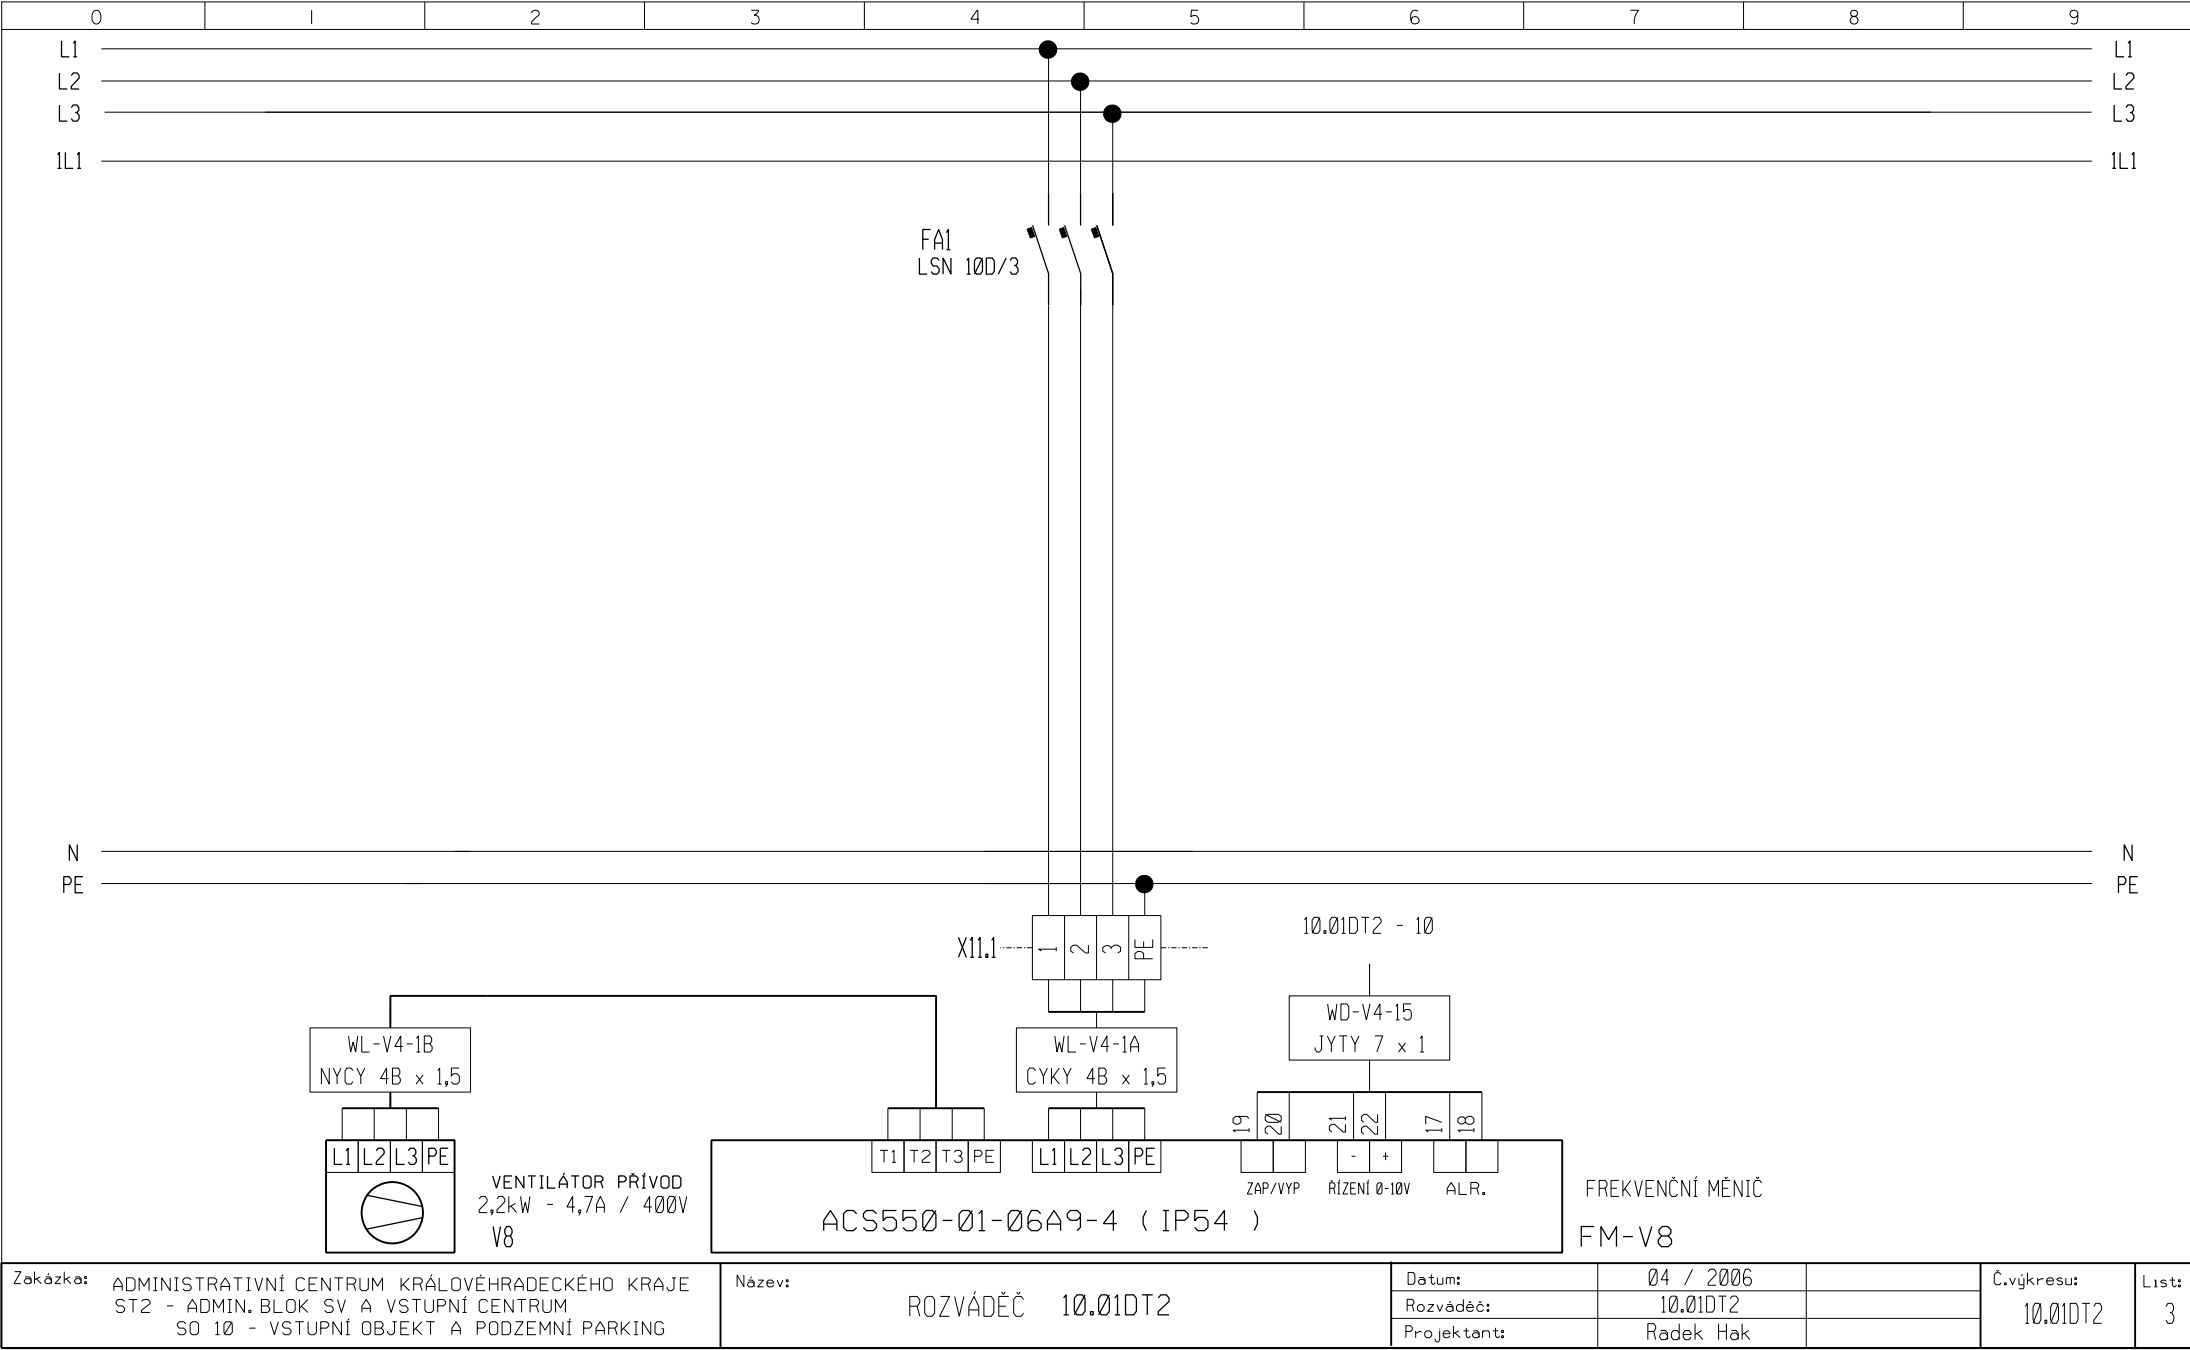 0 1 2 3 4 5 6 7 8 9
L1 L1
L2 L2
L3 L3
1L1 1L1
FA1
LSN 10D/3
N N
PE PE
X11.1 1 2 3 PE
10.01DT2 - 10
WD-V4-15
JYTY 7 x 1
WL-V4-1B
NYCY 4B x 1,5
WL-V4-1A
CYKY 4B x 1,5
19 20 21 22 17 18
L1 L2 L3 PE
T1 T2 T3 PE
L1 L2 L3 PE
- +
ZAP/VYP ŘÍZENÍ 0-10V ALR.
VENTILÁTOR PŘÍVOD
2,2kW - 4,7A / 400V
V8
ACS550-01-06A9-4 ( IP54 )
FREKVENČNÍ MĚNIČ
FM-V8
Zakázka: ADMINISTRATIVNÍ CENTRUM KRÁLOVÉHRADECKÉHO KRAJE
ST2 - ADMIN. BLOK SV A VSTUPNÍ CENTRUM
SO 10 - VSTUPNÍ OBJEKT A PODZEMNÍ PARKING
Název:
ROZVÁDĚČ 10.01DT2
Datum: 04 / 2006
Rozváděč: 10.01DT2
Projektant: Radek Hak
Č.výkresu:
10.01DT2
List:
3